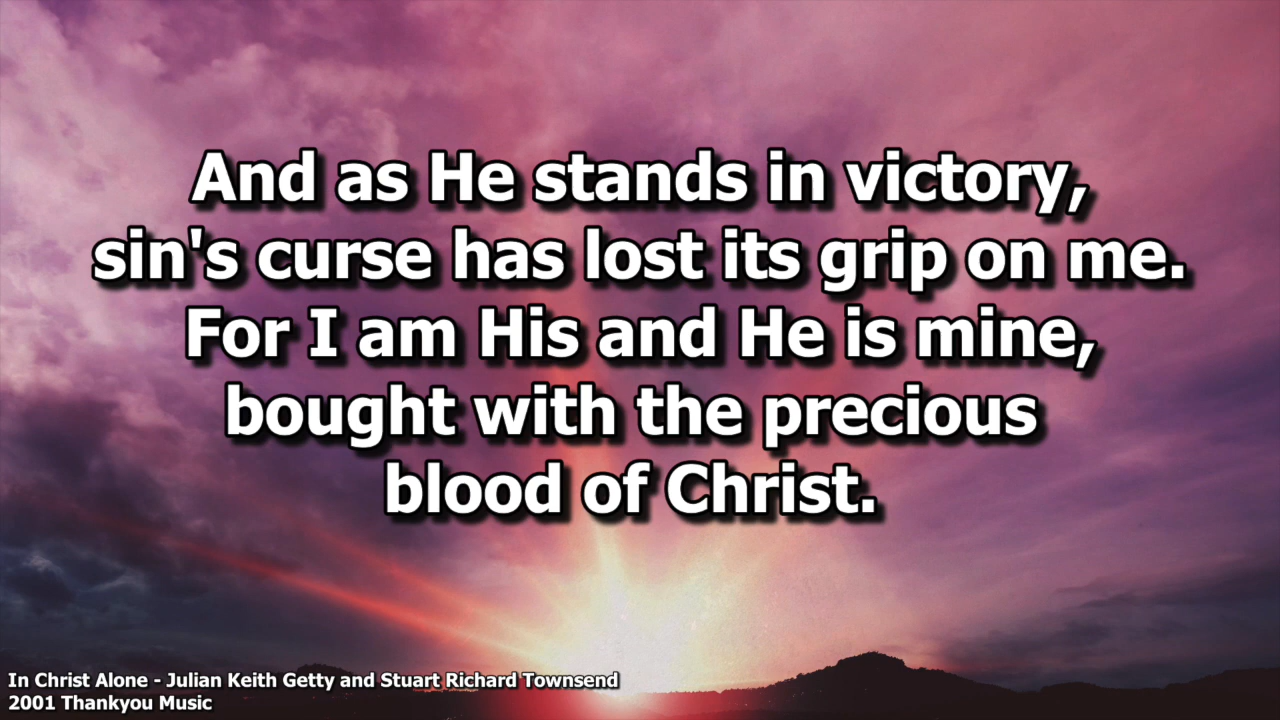 And as He stands in victory,
sin's curse has lost its grip on me.
For I am His and He is mine,
bought with the precious
blood of Christ.
In Christ Alone - Julian Keith Getty and Stuart Richard Townsend
2001 Thankyou Music